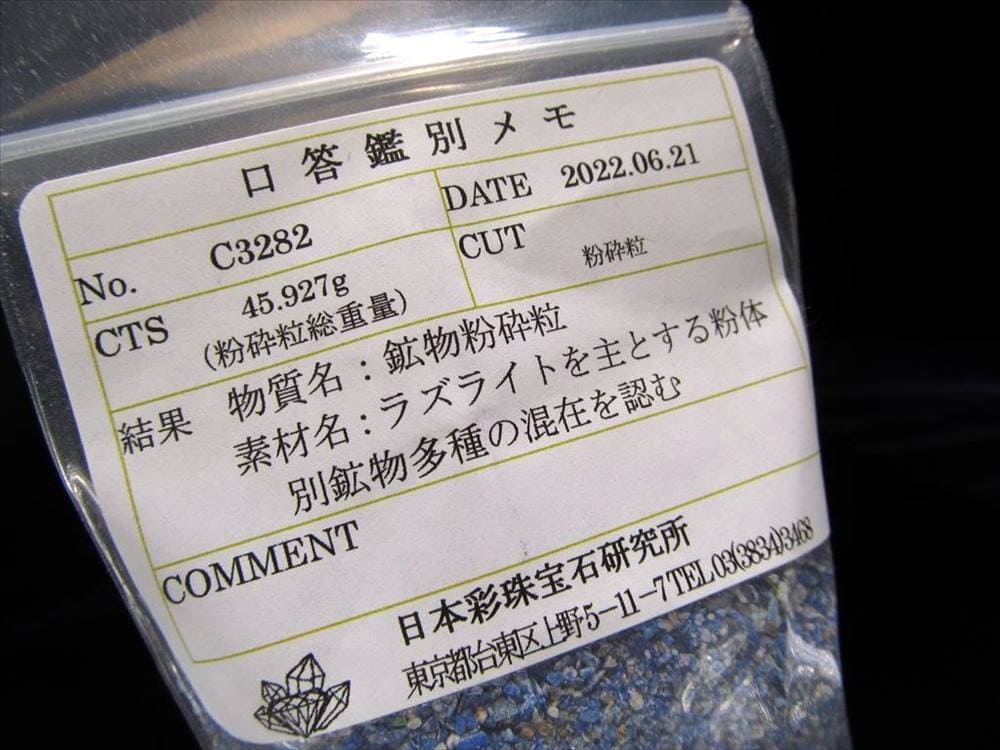 口答鑑別メモ
No. C3282
DATE 2022.06.21
CTS 45.927g
(粉砕粒総重量)
CUT 粉砕粒
結果 物質名:鉱物粉砕粒
素材名:ラズライトを主とする粉体
別鉱物多種の混在を認む
COMMENT
日本彩珠宝石研究所
東京都台東区上野5-11-7 TEL 03(3834)3468